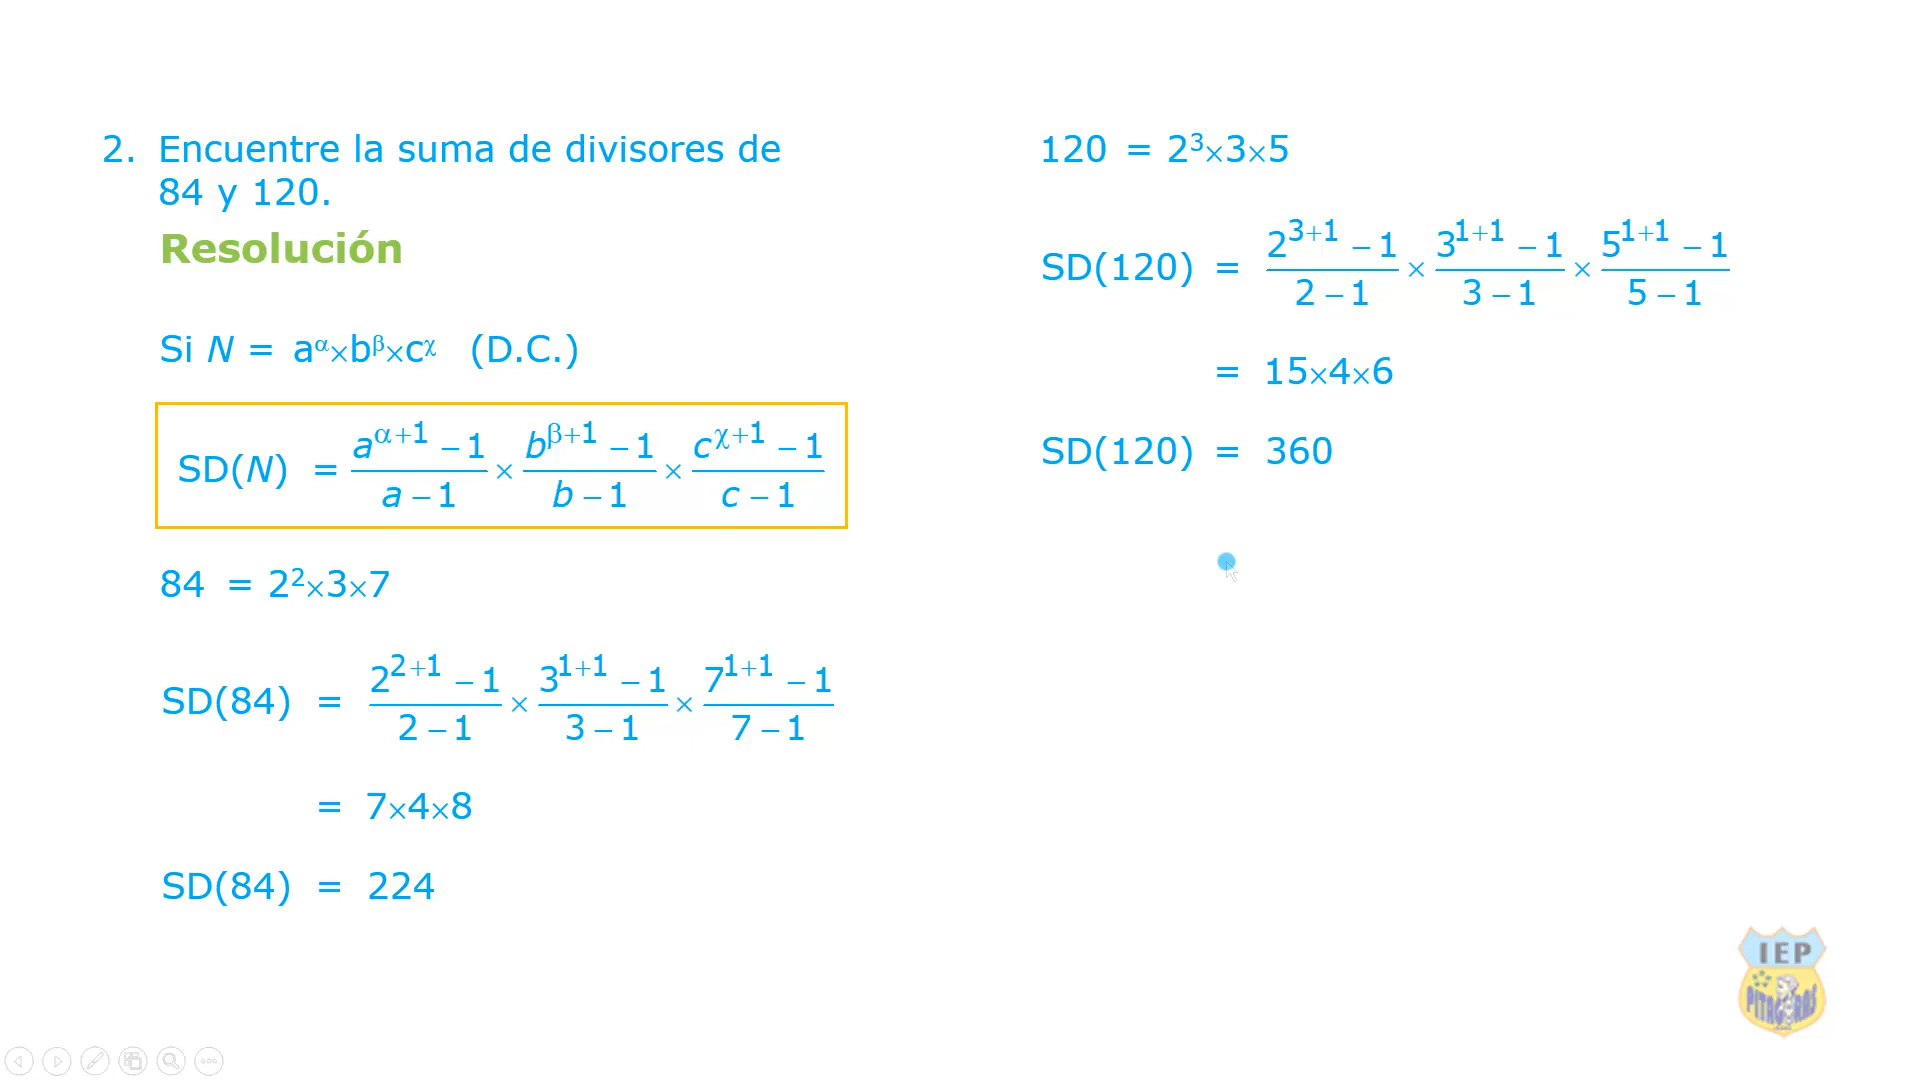 2. Encuentre la suma de divisores de
84 y 120.
Resolución
Si N = aᵅ×bᵝ×cᵡ (D.C.)
SD(N) = (a^(α+1) − 1)/(a − 1) × (b^(β+1) − 1)/(b − 1) × (c^(χ+1) − 1)/(c − 1)
84 = 2²×3×7
SD(84) = (2^(2+1) − 1)/(2 − 1) × (3^(1+1) − 1)/(3 − 1) × (7^(1+1) − 1)/(7 − 1)
= 7×4×8
SD(84) = 224
120 = 2³×3×5
SD(120) = (2^(3+1) − 1)/(2 − 1) × (3^(1+1) − 1)/(3 − 1) × (5^(1+1) − 1)/(5 − 1)
= 15×4×6
SD(120) = 360
IEP
PITAGORAS